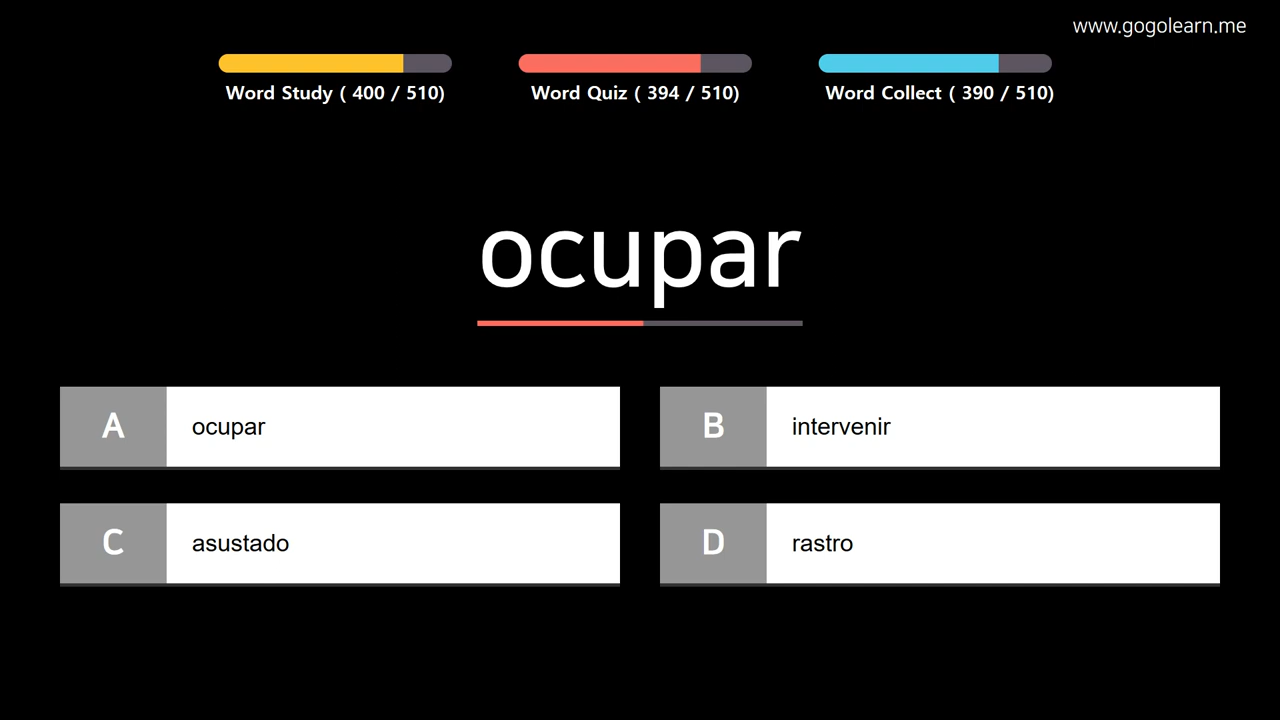 www.gogolearn.me
Word Study ( 400 / 510)
Word Quiz ( 394 / 510)
Word Collect ( 390 / 510)
ocupar
A ocupar
B intervenir
C asustado
D rastro